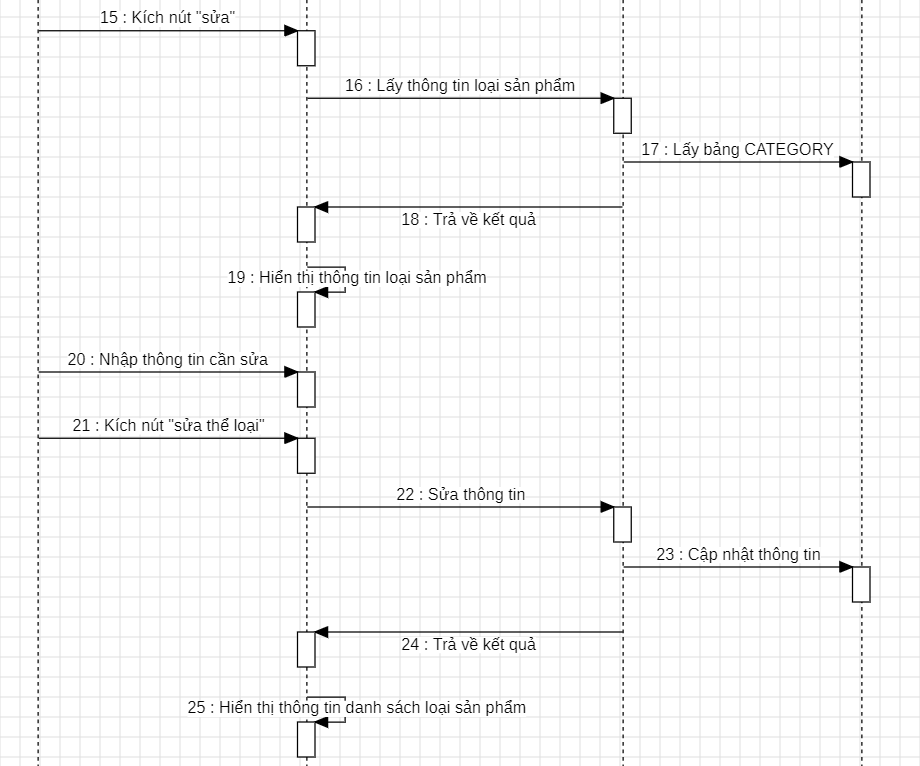 15 : Kích nút "sửa"
16 : Lấy thông tin loại sản phẩm
17 : Lấy bảng CATEGORY
18 : Trả về kết quả
19 : Hiển thị thông tin loại sản phẩm
20 : Nhập thông tin cần sửa
21 : Kích nút "sửa thể loại"
22 : Sửa thông tin
23 : Cập nhật thông tin
24 : Trả về kết quả
25 : Hiển thị thông tin danh sách loại sản phẩm